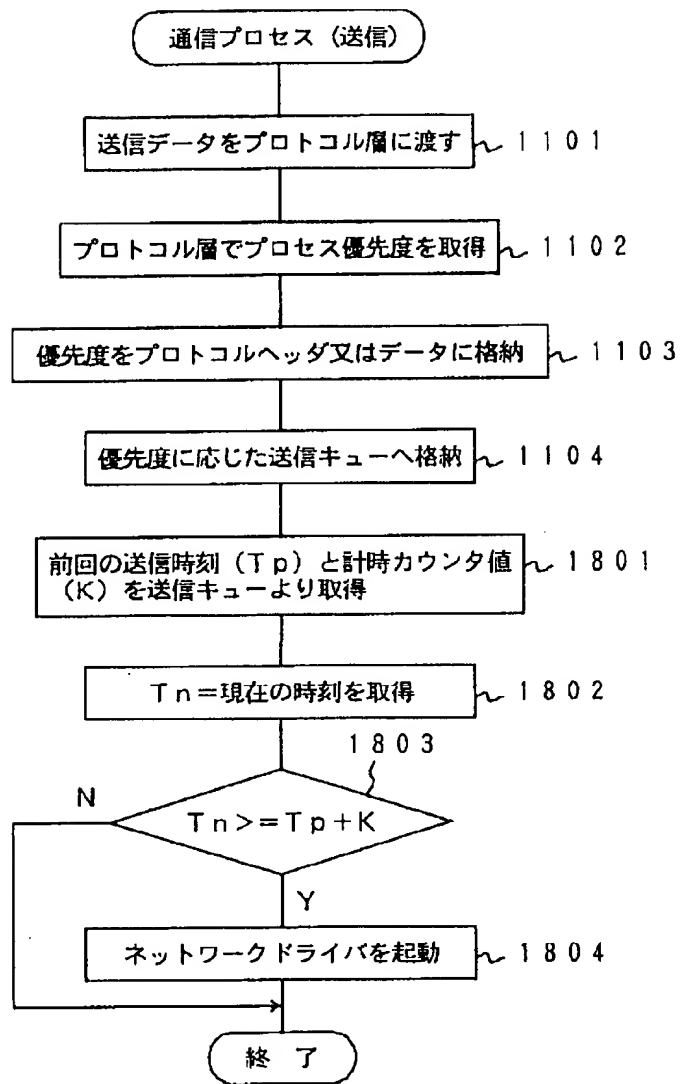 通信プロセス（送信）
送信データをプロトコル層に渡す
1101
プロトコル層でプロセス優先度を取得
1102
優先度をプロトコルヘッダ又はデータに格納
1103
優先度に応じた送信キューへ格納
1104
前回の送信時刻（Tp）と計時カウンタ値
（K）を送信キューより取得
1801
Tn＝現在の時刻を取得
1802
1803
N
Tn>=Tp+K
Y
ネットワークドライバを起動
1804
終了